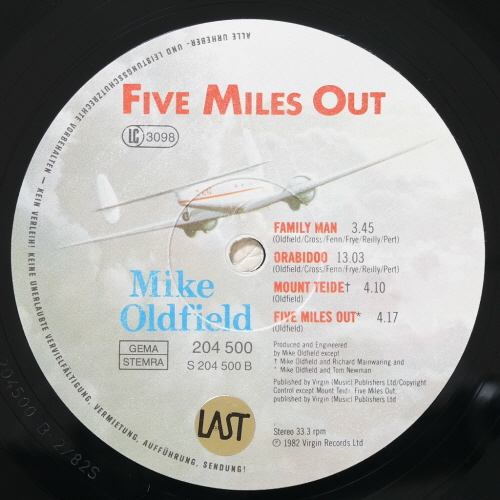 ALLE URHEBER- UND LEISTUNGSSCHUTZRECHTE VORBEHALTEN – KEIN VERLEIH! KEINE UNERLAUBTE VERVIELFÄLTIGUNG, VERMIETUNG, AUFFÜHRUNG, SENDUNG!
FIVE MILES OUT
LC 3098
FAMILY MAN 3.45
(Oldfield/Cross/Fenn/Frye/Reilly/Pert)
ORABIDOO 13.03
(Oldfield/Cross/Fenn/Frye/Reilly/Pert)
MOUNT TEIDE† 4.10
(Oldfield)
FIVE MILES OUT* 4.17
(Oldfield)
Mike
Oldfield
GEMA
STEMRA
204 500
S 204 500 B
Produced and Engineered
by Mike Oldfield except
† Mike Oldfield and Richard Mainwaring and
* Mike Oldfield and Tom Newman
Published by Virgin (Music) Publishers Ltd/Copyright
Control except Mount Teide, Five Miles Out,
published by Virgin (Music) Publishers Ltd
LAST
Stereo 33.3 rpm
℗ 1982 Virgin Records Ltd
204500 B 2/82S